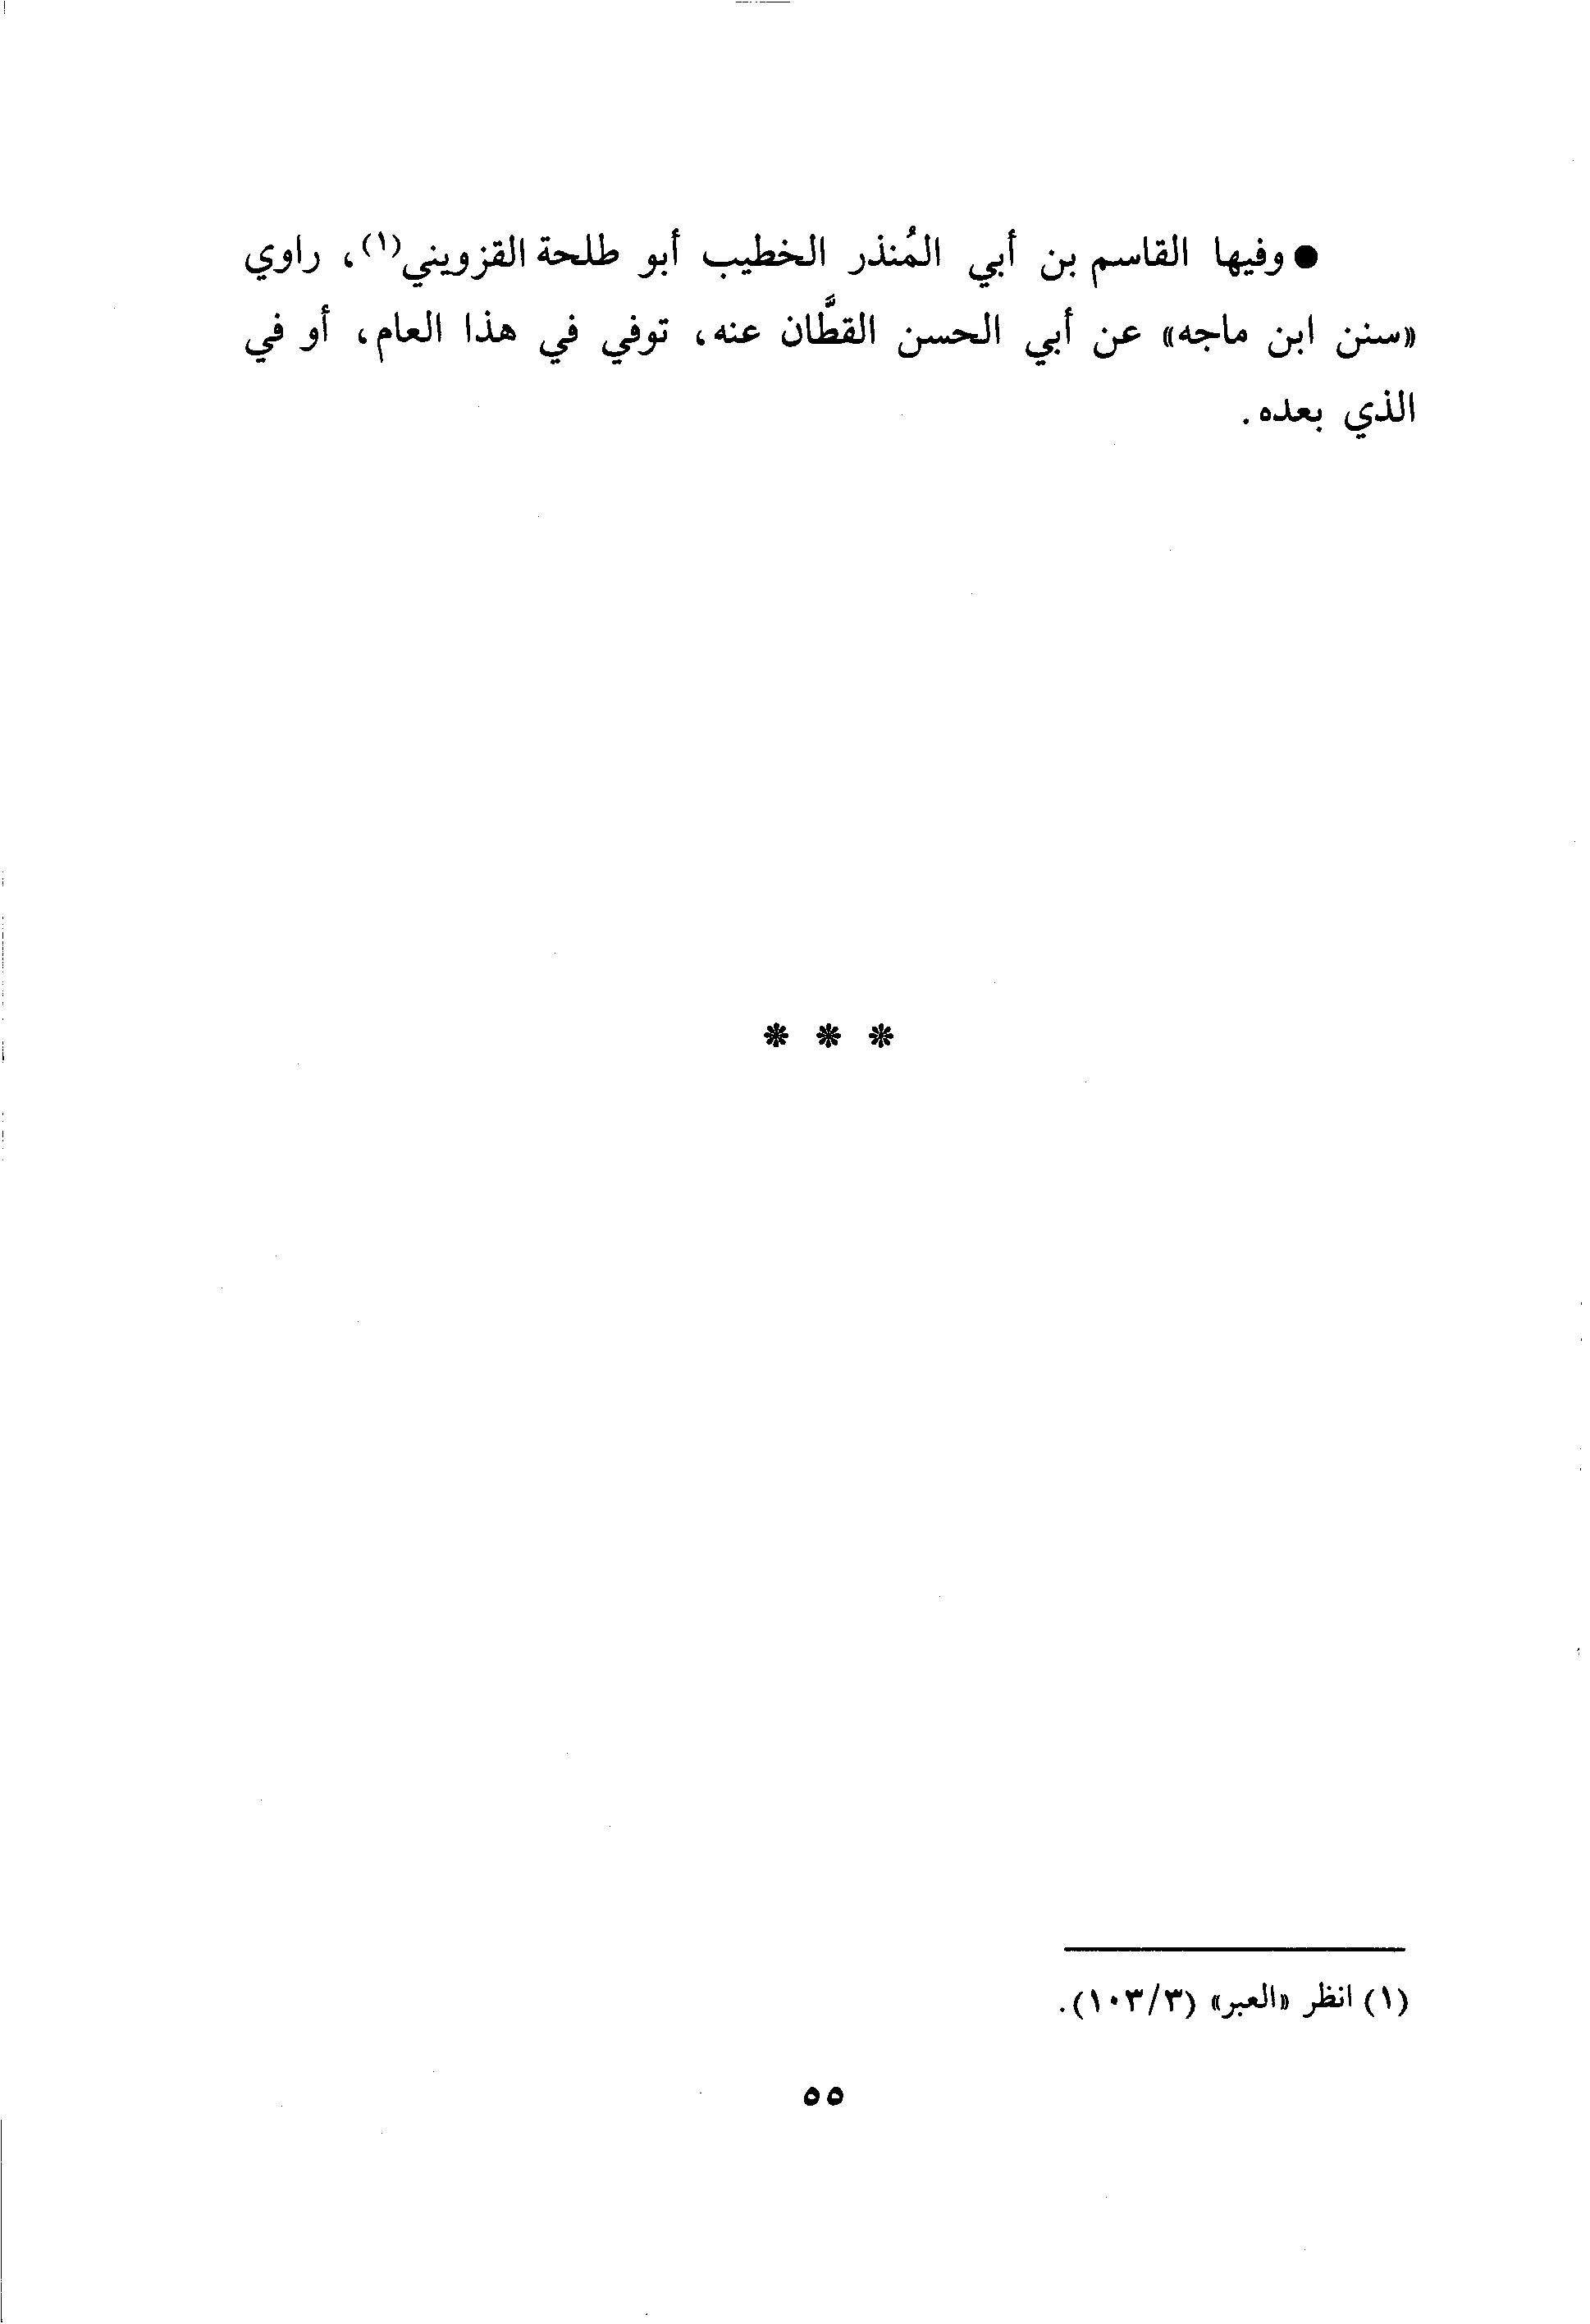 ● وفيها القاسم بن أبي المُنذر الخطيب أبو طلحة القزويني(١)، راوي
«سنن ابن ماجه» عن أبي الحسن القطَّان عنه، توفي في هذا العام، أو في
الذي بعده.
* * *
(١) انظر «العبر» (١٠٣/٣).
٥٥